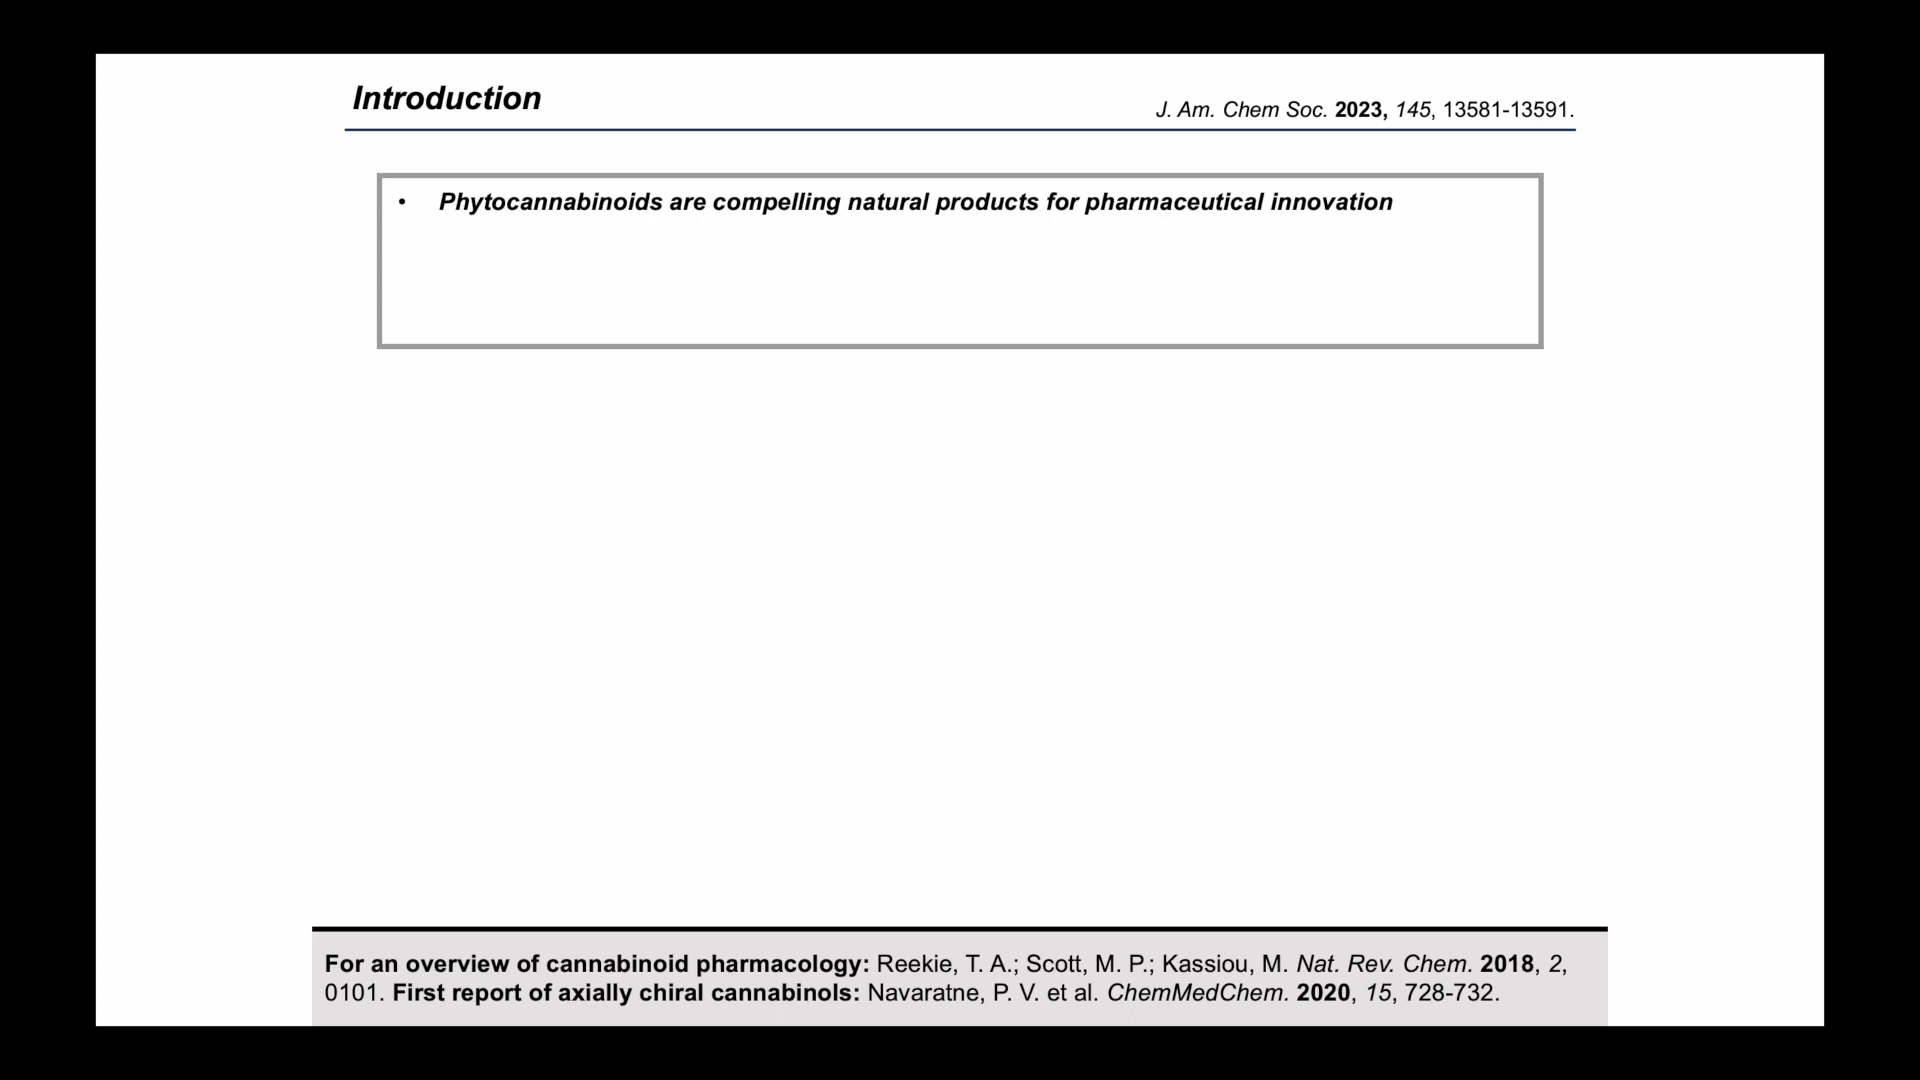 Introduction
J. Am. Chem Soc. 2023, 145, 13581-13591.
• Phytocannabinoids are compelling natural products for pharmaceutical innovation
For an overview of cannabinoid pharmacology: Reekie, T. A.; Scott, M. P.; Kassiou, M. Nat. Rev. Chem. 2018, 2,
0101. First report of axially chiral cannabinols: Navaratne, P. V. et al. ChemMedChem. 2020, 15, 728-732.